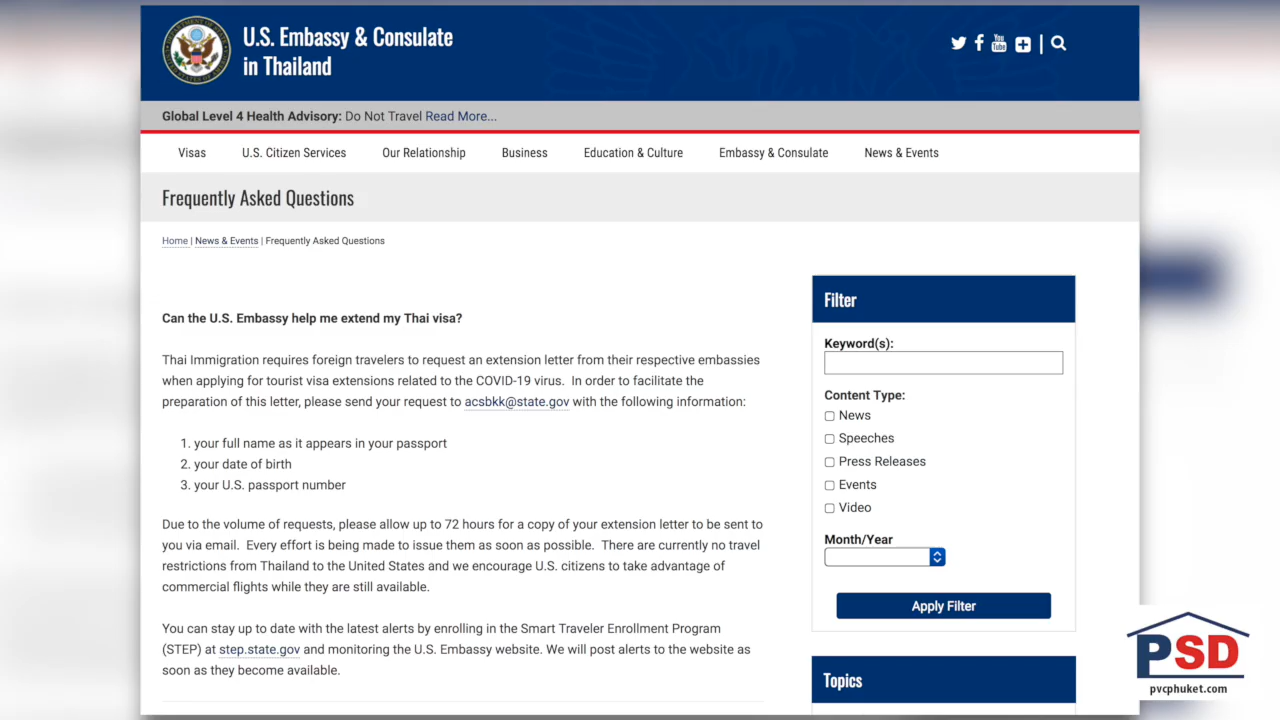 U.S. Embassy & Consulate
in Thailand
You
Tube
Global Level 4 Health Advisory: Do Not Travel Read More...
Visas
U.S. Citizen Services
Our Relationship
Business
Education & Culture
Embassy & Consulate
News & Events
Frequently Asked Questions
Home | News & Events | Frequently Asked Questions
Can the U.S. Embassy help me extend my Thai visa?
Thai Immigration requires foreign travelers to request an extension letter from their respective embassies
when applying for tourist visa extensions related to the COVID-19 virus. In order to facilitate the
preparation of this letter, please send your request to acsbkk@state.gov with the following information:
1. your full name as it appears in your passport
2. your date of birth
3. your U.S. passport number
Due to the volume of requests, please allow up to 72 hours for a copy of your extension letter to be sent to
you via email. Every effort is being made to issue them as soon as possible. There are currently no travel
restrictions from Thailand to the United States and we encourage U.S. citizens to take advantage of
commercial flights while they are still available.
You can stay up to date with the latest alerts by enrolling in the Smart Traveler Enrollment Program
(STEP) at step.state.gov and monitoring the U.S. Embassy website. We will post alerts to the website as
soon as they become available.
Filter
Keyword(s):
Content Type:
News
Speeches
Press Releases
Events
Video
Month/Year
Apply Filter
Topics
PSD
pvcphuket.com